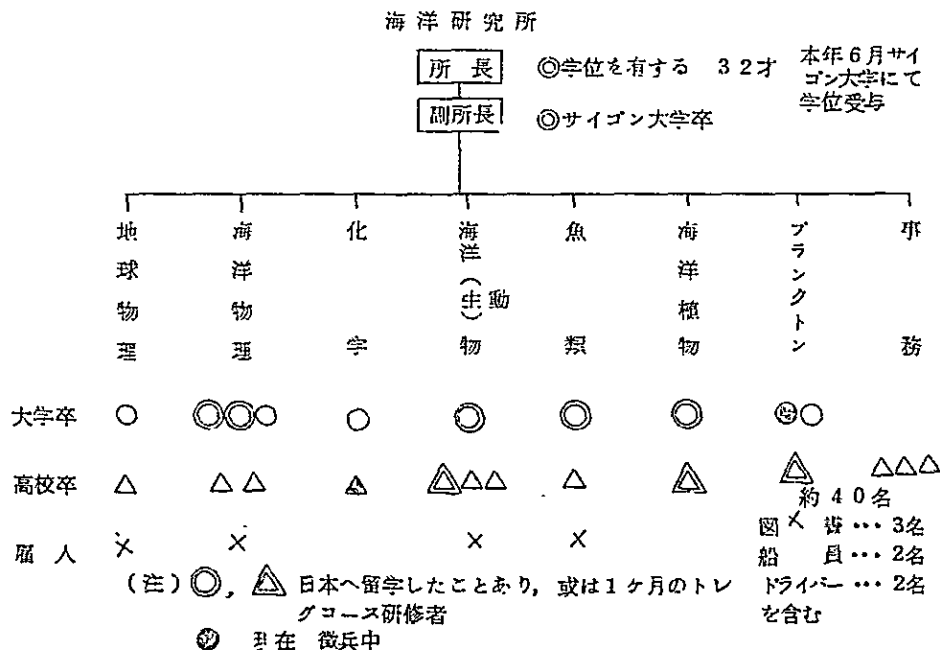 海洋研究所
所長 ◎学位を有する 32才 本年6月サイゴン大学にて学位受与
副所長 ◎サイゴン大学卒
地球物理
海洋物理
化学
海洋(生)動物
魚類
海洋植物
プランクトン
事務
大学卒 ○ ◎◎○ ○ ◎ ◎ ◎ ○
高校卒 △ △△ ▲ ◎ △△ △ △△△
約40名
雇人 × × × × ×
図書…3名
船員…2名
ドライバー…2名
を含む
(注)◎, 日本へ留学したことあり,或は1ヶ月のトレ
グコース研修者
現在 徴兵中